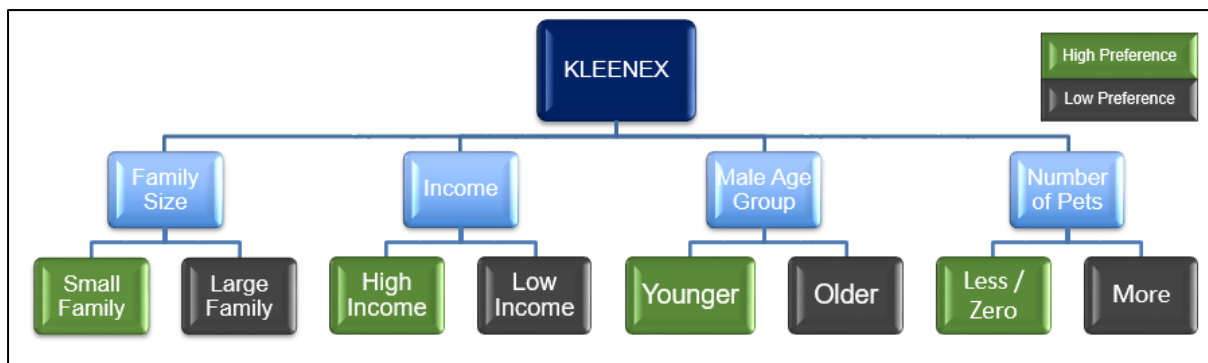 KLEENEX
High Preference
Low Preference
Family
Size
Income
Male Age
Group
Number
of Pets
Small
Family
Large
Family
High
Income
Low
Income
Younger
Older
Less /
Zero
More